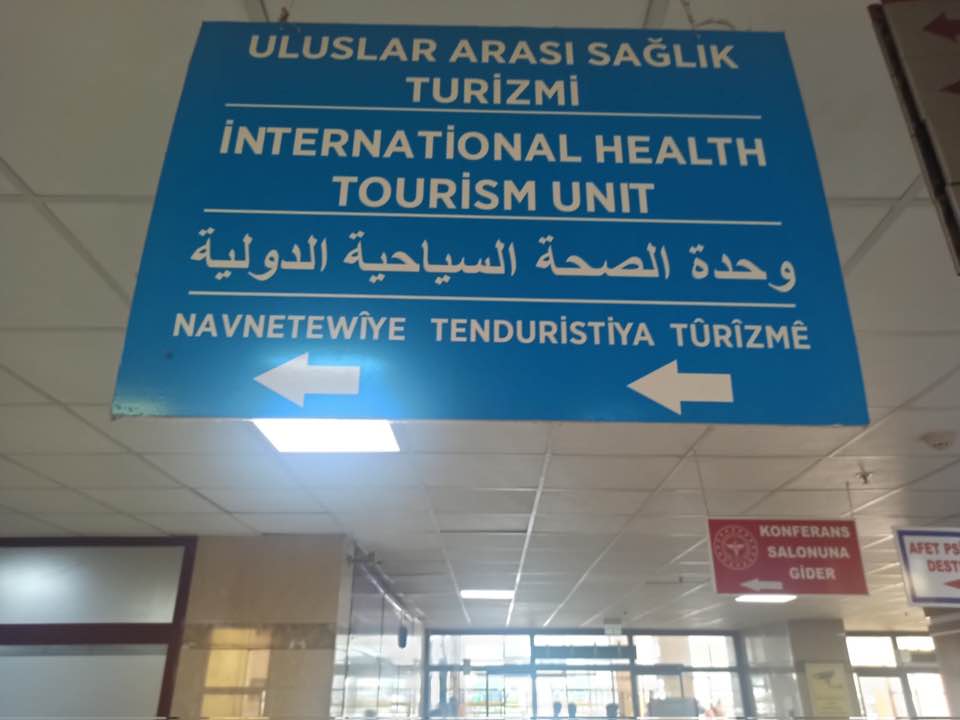 ULUSLAR ARASI SAĞLIK
TURİZMİ
İNTERNATİONAL HEALTH
TOURİSM UNIT
وحدة الصحة السياحية الدولية
NAVNETEWÎYE TENDURISTIYA TÛRÎZMÊ
KONFERANS
SALONUNA
GİDER
AFET
DEST